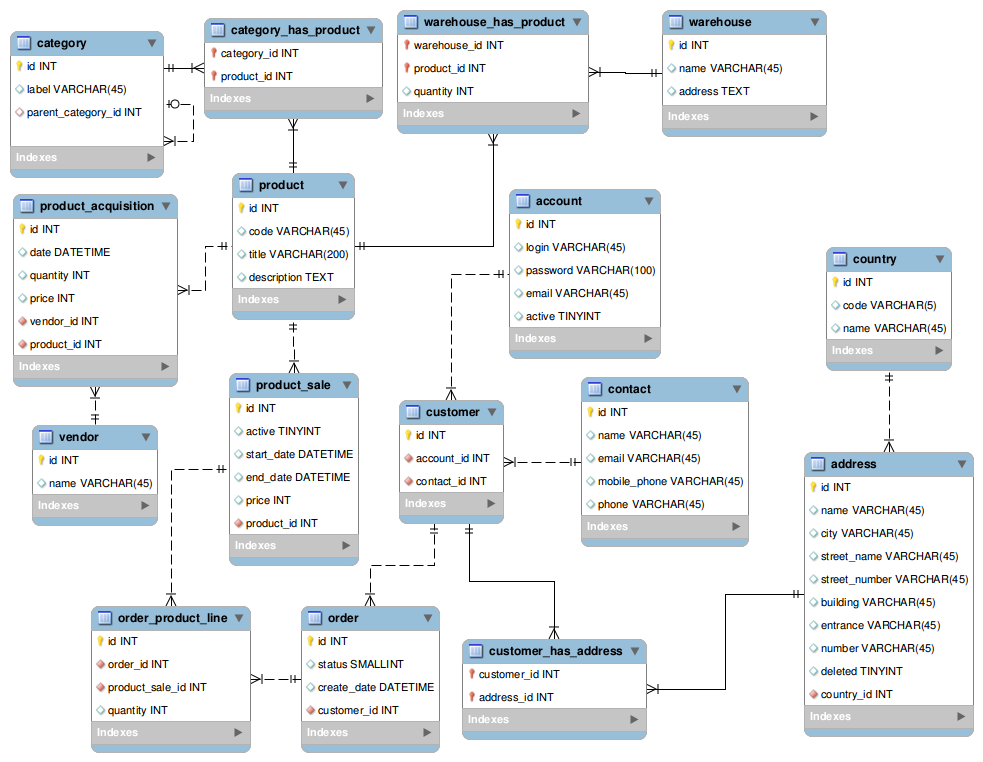 category
id INT
label VARCHAR(45)
parent_category_id INT
Indexes
category_has_product
category_id INT
product_id INT
Indexes
warehouse_has_product
warehouse_id INT
product_id INT
quantity INT
Indexes
warehouse
id INT
name VARCHAR(45)
address TEXT
Indexes
product_acquisition
id INT
date DATETIME
quantity INT
price INT
vendor_id INT
product_id INT
Indexes
product
id INT
code VARCHAR(45)
title VARCHAR(200)
description TEXT
Indexes
account
id INT
login VARCHAR(45)
password VARCHAR(100)
email VARCHAR(45)
active TINYINT
Indexes
country
id INT
code VARCHAR(5)
name VARCHAR(45)
Indexes
vendor
id INT
name VARCHAR(45)
Indexes
product_sale
id INT
active TINYINT
start_date DATETIME
end_date DATETIME
price INT
product_id INT
Indexes
customer
id INT
account_id INT
contact_id INT
Indexes
contact
id INT
name VARCHAR(45)
email VARCHAR(45)
mobile_phone VARCHAR(45)
phone VARCHAR(45)
Indexes
address
id INT
name VARCHAR(45)
city VARCHAR(45)
street_name VARCHAR(45)
street_number VARCHAR(45)
building VARCHAR(45)
entrance VARCHAR(45)
number VARCHAR(45)
deleted TINYINT
country_id INT
Indexes
order_product_line
id INT
order_id INT
product_sale_id INT
quantity INT
Indexes
order
id INT
status SMALLINT
create_date DATETIME
customer_id INT
Indexes
customer_has_address
customer_id INT
address_id INT
Indexes